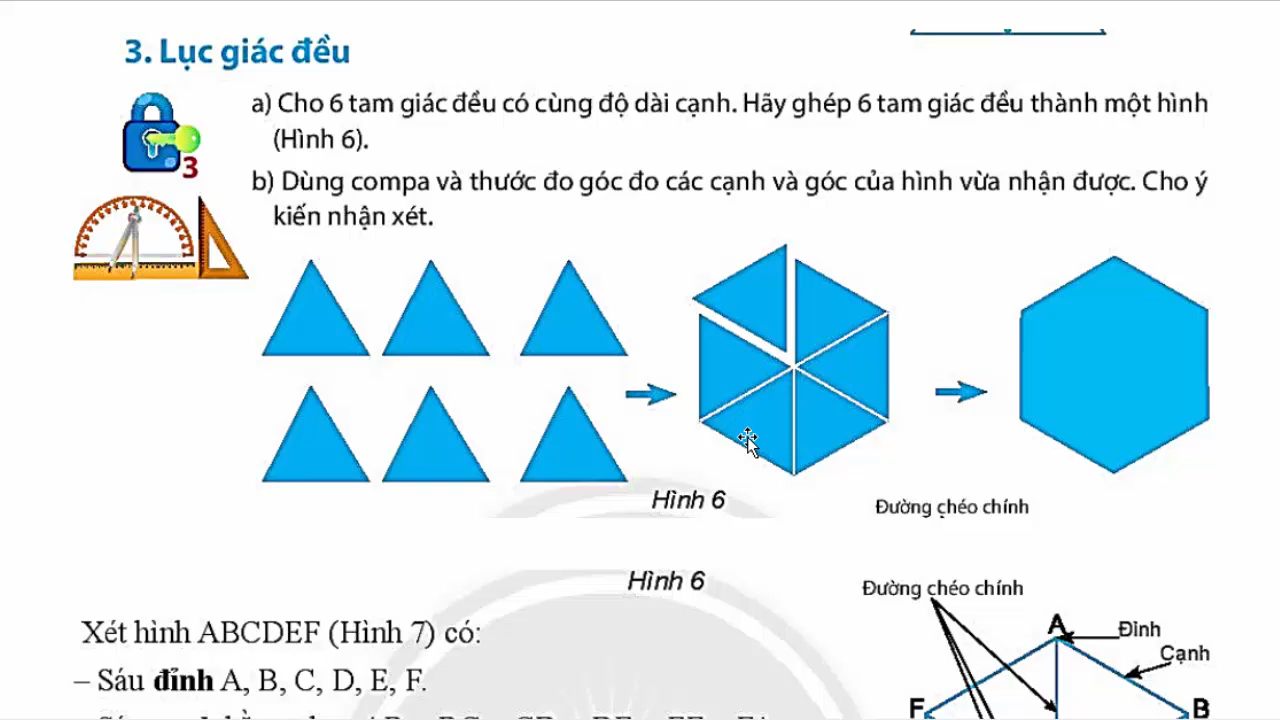 3. Lục giác đều
a) Cho 6 tam giác đều có cùng độ dài cạnh. Hãy ghép 6 tam giác đều thành một hình
(Hình 6).
3
b) Dùng compa và thước đo góc đo các cạnh và góc của hình vừa nhận được. Cho ý
kiến nhận xét.
Hình 6
Đường chéo chính
Hình 6
Đường chéo chính
Xét hình ABCDEF (Hình 7) có:
A
Đỉnh
Cạnh
– Sáu đỉnh A, B, C, D, E, F.
F
B